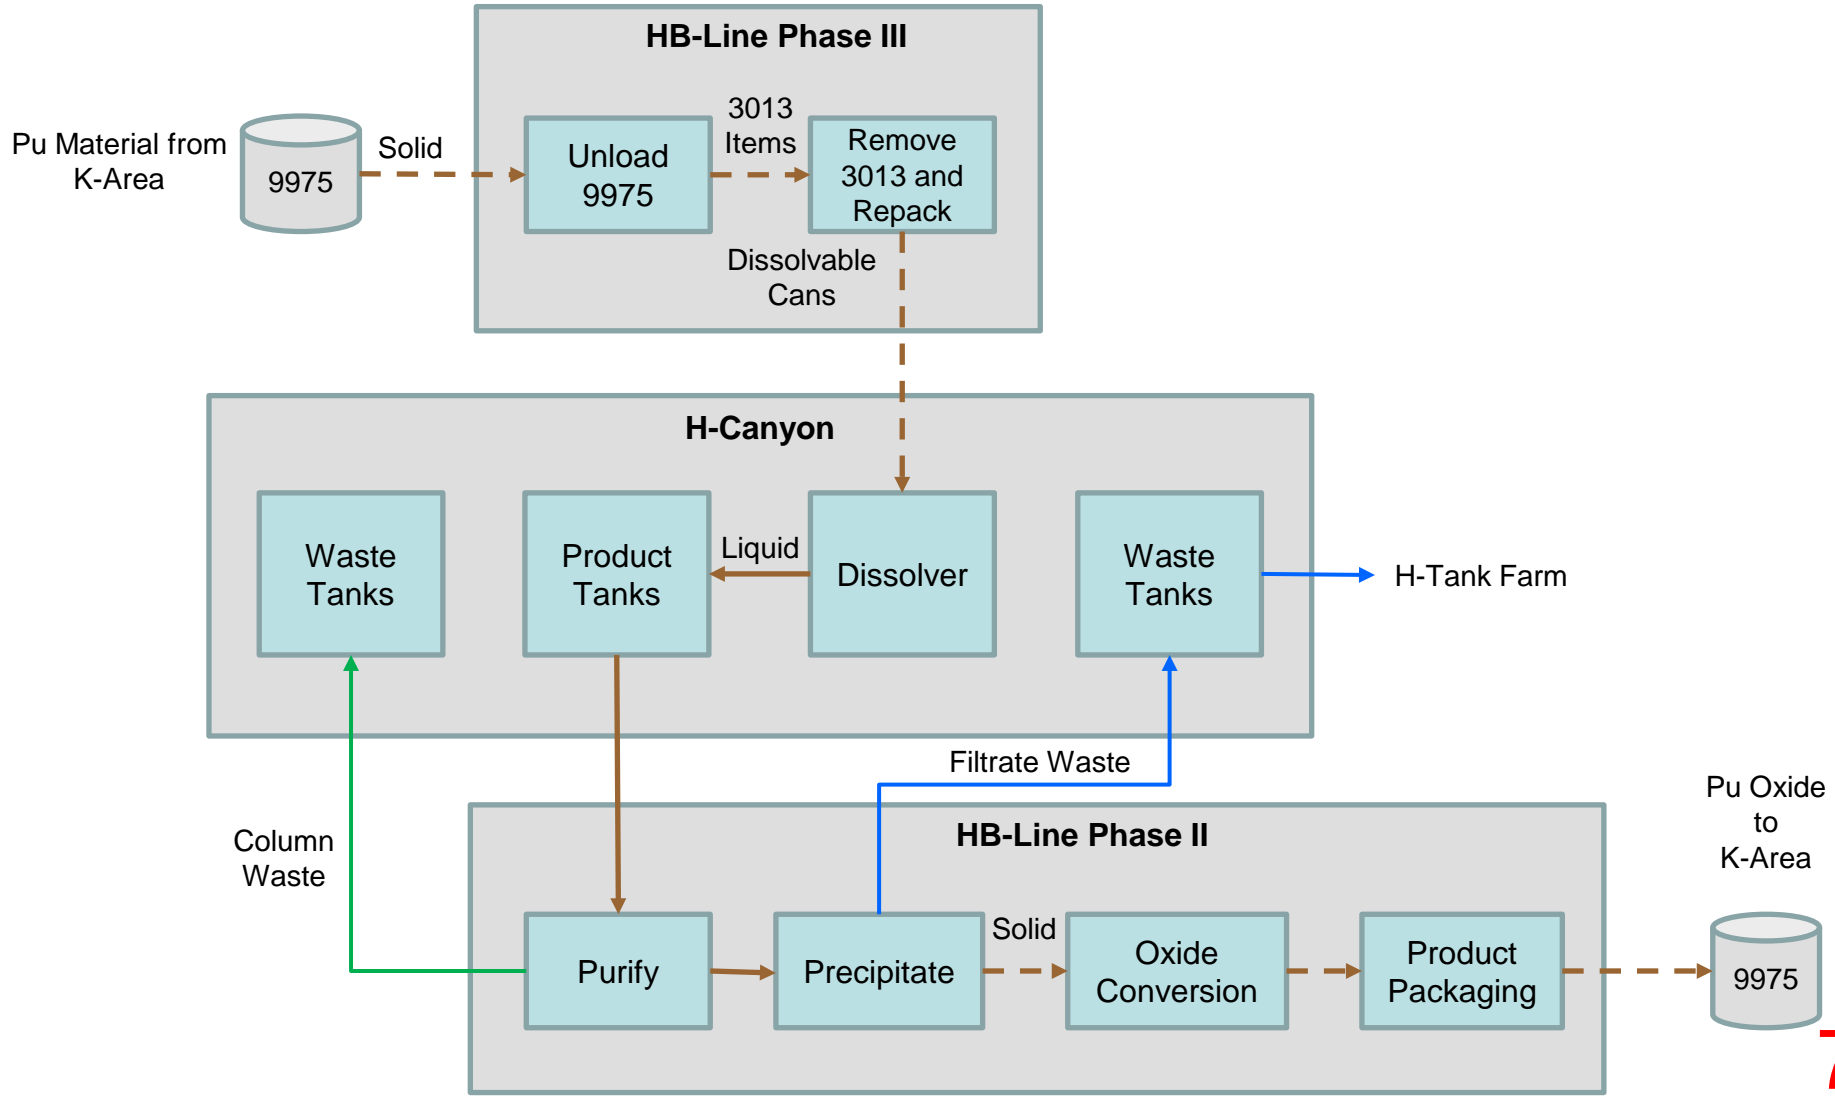 HB-Line Phase III
Pu Material from
K-Area
9975
Solid
Unload
9975
3013
Items
Remove
3013 and
Repack
Dissolvable
Cans
H-Canyon
Waste
Tanks
Product
Tanks
Liquid
Dissolver
Waste
Tanks
H-Tank Farm
Filtrate Waste
Column
Waste
HB-Line Phase II
Purify
Precipitate
Solid
Oxide
Conversion
Product
Packaging
Pu Oxide
to
K-Area
9975